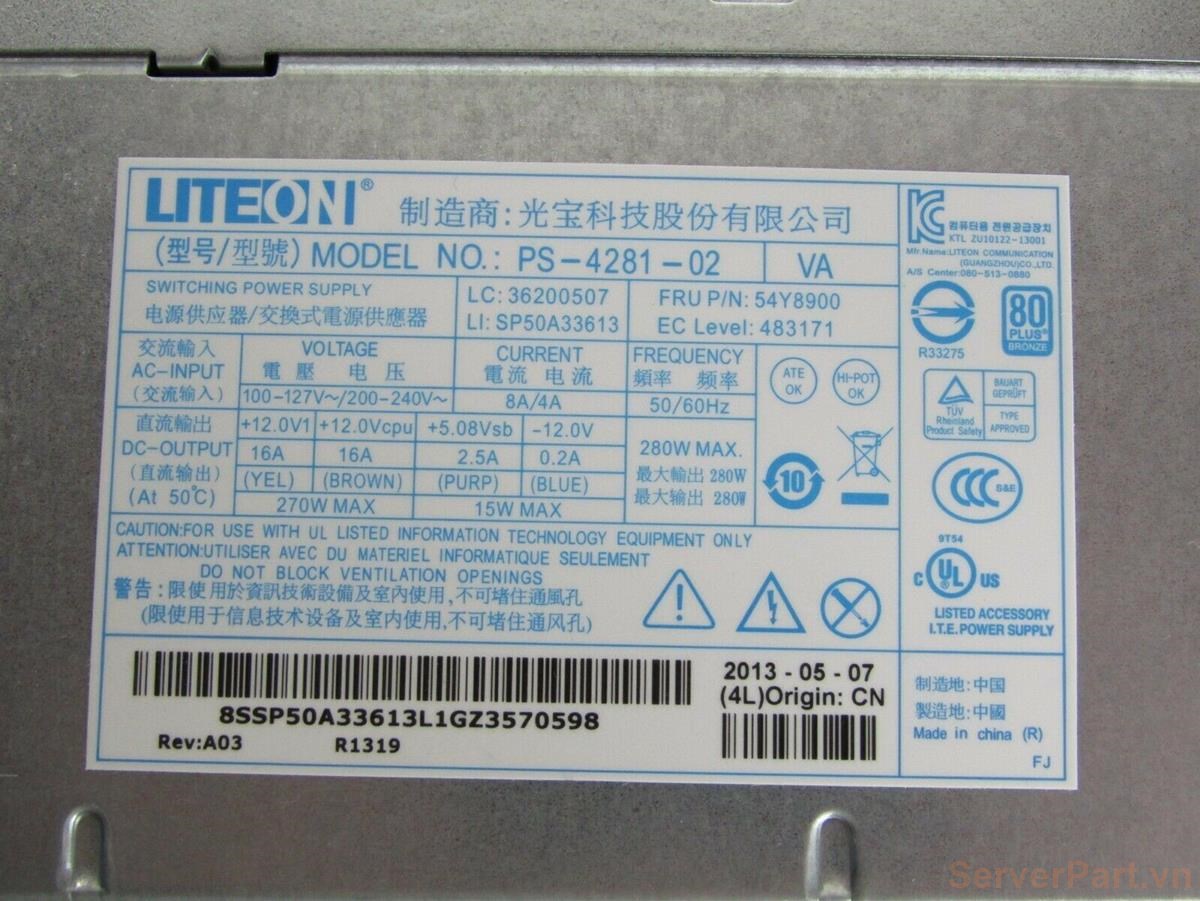 LITEON® 制造商:光宝科技股份有限公司
(型号/型號) MODEL NO.: PS-4281-02 VA
SWITCHING POWER SUPPLY
电源供应器/交換式電源供應器
LC: 36200507
LI: SP50A33613
FRU P/N: 54Y8900
EC Level: 483171
交流輸入
AC-INPUT
(交流输入)
VOLTAGE
電壓 电压
100-127V~/200-240V~
CURRENT
電流 电流
8A/4A
FREQUENCY
頻率 频率
50/60Hz
直流輸出
DC-OUTPUT
(直流输出)
(At 50℃)
+12.0V1 +12.0Vcpu +5.08Vsb -12.0V
16A 16A 2.5A 0.2A
(YEL) (BROWN) (PURP) (BLUE)
270W MAX 15W MAX
280W MAX.
最大輸出 280W
最大输出 280W
ATE
OK
HI-POT
OK
10
CAUTION:FOR USE WITH UL LISTED INFORMATION TECHNOLOGY EQUIPMENT ONLY
ATTENTION:UTILISER AVEC DU MATERIEL INFORMATIQUE SEULEMENT
DO NOT BLOCK VENTILATION OPENINGS
警告:限使用於資訊技術設備及室內使用,不可堵住通風孔
(限使用于信息技术设备及室内使用,不可堵住通风孔)
KC
컴퓨터용 전원공급장치
KTL ZU10122-13001
Mfr.Name:LITEON COMMUNICATION
(GUANGZHOU)CO.,LTD.
A/S Center:080-513-0880
R33275
80
PLUS®
BRONZE
TÜV
Rheinland
Product Safety
BAUART
GEPRÜFT
TYPE
APPROVED
CCC S&E
9T54
c UL US
LISTED ACCESSORY
I.T.E. POWER SUPPLY
8SSP50A33613L1GZ3570598
Rev:A03 R1319
2013 - 05 - 07
(4L)Origin: CN
制造地:中国
製造地:中國
Made in china (R)
FJ
ServerPart.vn